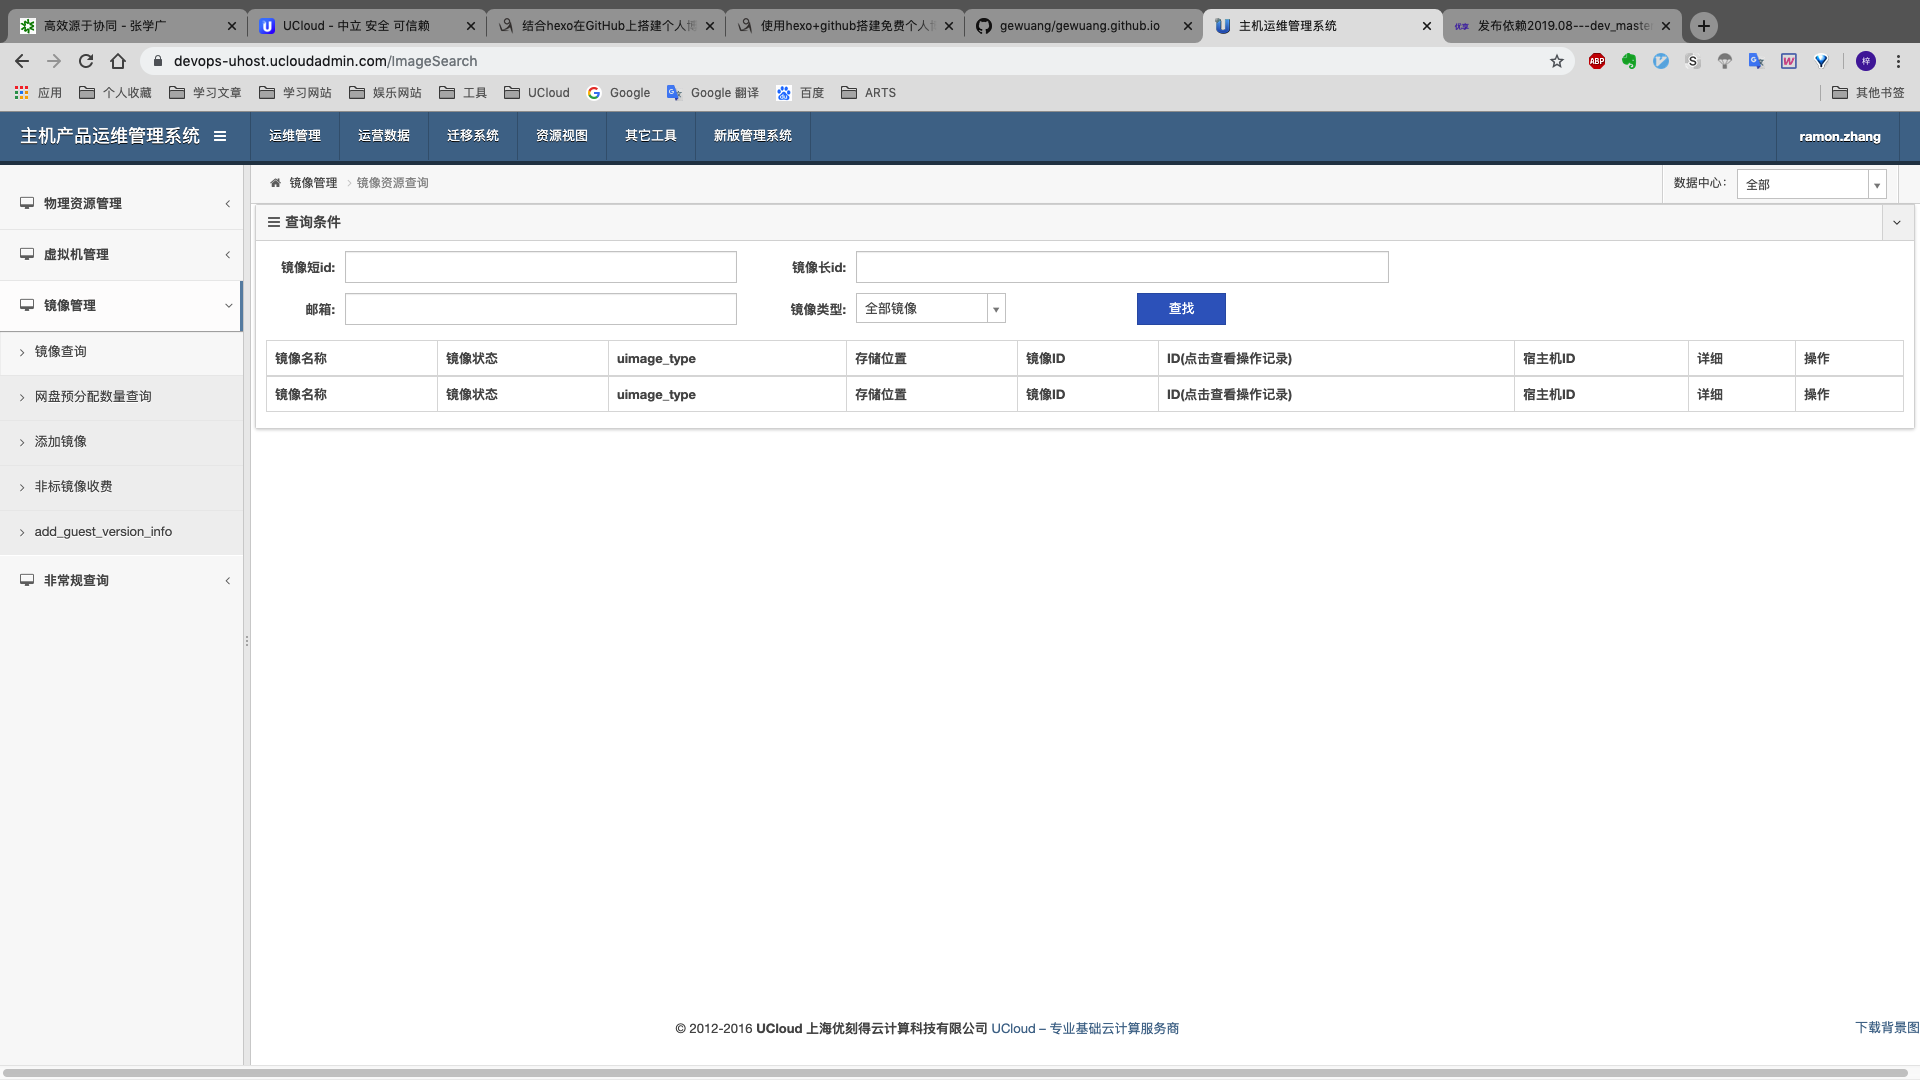 高效源于协同 - 张学广
UCloud - 中立 安全 可信赖
结合hexo在GitHub上搭建个人博
使用hexo+github搭建免费个人
gewuang/gewuang.github.io
主机运维管理系统
发布依赖2019.08---dev_maste
devops-uhost.ucloudadmin.com/ImageSearch
ABP
S
W
梓
应用
个人收藏
学习文章
学习网站
娱乐网站
工具
UCloud
Google
Google 翻译
百度
ARTS
其他书签
主机产品运维管理系统
运维管理
运营数据
迁移系统
资源视图
其它工具
新版管理系统
ramon.zhang
物理资源管理
虚拟机管理
镜像管理
镜像查询
网盘预分配数量查询
添加镜像
非标镜像收费
add_guest_version_info
非常规查询
镜像管理
镜像资源查询
数据中心:
全部
查询条件
镜像短id:
镜像长id:
邮箱:
镜像类型:
全部镜像
查找
镜像名称 镜像状态 uimage_type 存储位置 镜像ID ID(点击查看操作记录) 宿主机ID 详细 操作
镜像名称 镜像状态 uimage_type 存储位置 镜像ID ID(点击查看操作记录) 宿主机ID 详细 操作
© 2012-2016 UCloud 上海优刻得云计算科技有限公司 UCloud – 专业基础云计算服务商
下载背景图